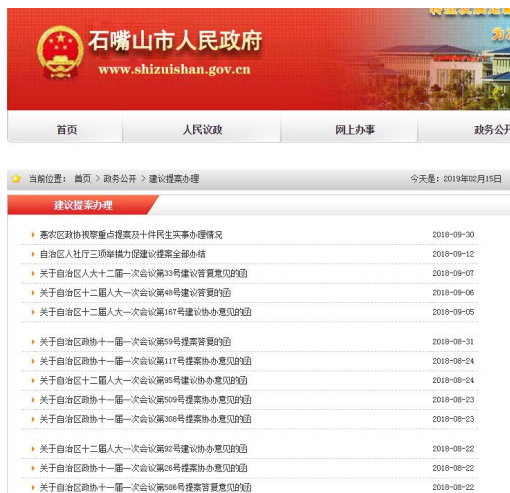 石嘴山市人民政府
www.shizuishan.gov.cn
首页 人民议政 网上办事 政务公开
当前位置： 首页 > 政务公开 > 建议提案办理 今天是：2019年02月15日
建议提案办理
惠农区政协视察重点提案及十件民生实事办理情况 2018-09-30
自治区人社厅三项举措力促建议提案全部办结 2018-09-12
关于自治区人大十二届一次会议第33号建议答复意见的函 2018-09-07
关于自治区十二届人大一次会议第48号建议答复的函 2018-09-06
关于自治区十二届人大一次会议第167号建议协办意见的函 2018-09-05
关于自治区政协十一届一次会议第59号提案答复的函 2018-08-31
关于自治区政协十一届一次会议第117号提案协办意见的函 2018-08-24
关于自治区十二届人大一次会议第95号建议协办意见的函 2018-08-24
关于自治区政协十一届一次会议第509号提案协办意见的函 2018-08-23
关于自治区政协十一届一次会议第308号提案协办意见的函 2018-08-23
关于自治区十二届人大一次会议第92号建议协办意见的函 2018-08-22
关于自治区政协十一届一次会议第26号提案协办意见的函 2018-08-22
关于自治区政协十一届一次会议第586号提案答复意见的函 2018-08-22